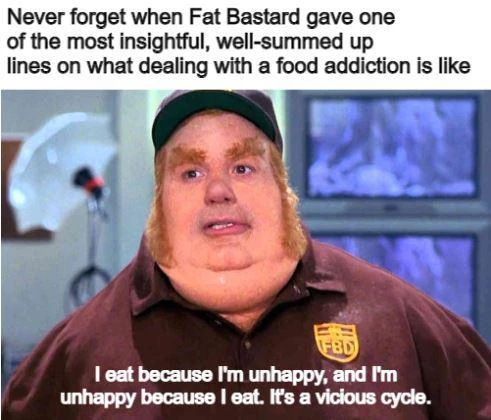 Never forget when Fat Bastard gave one
of the most insightful, well-summed up
lines on what dealing with a food addiction is like
FBD
I eat because I'm unhappy, and I'm
unhappy because I eat. It's a vicious cycle.